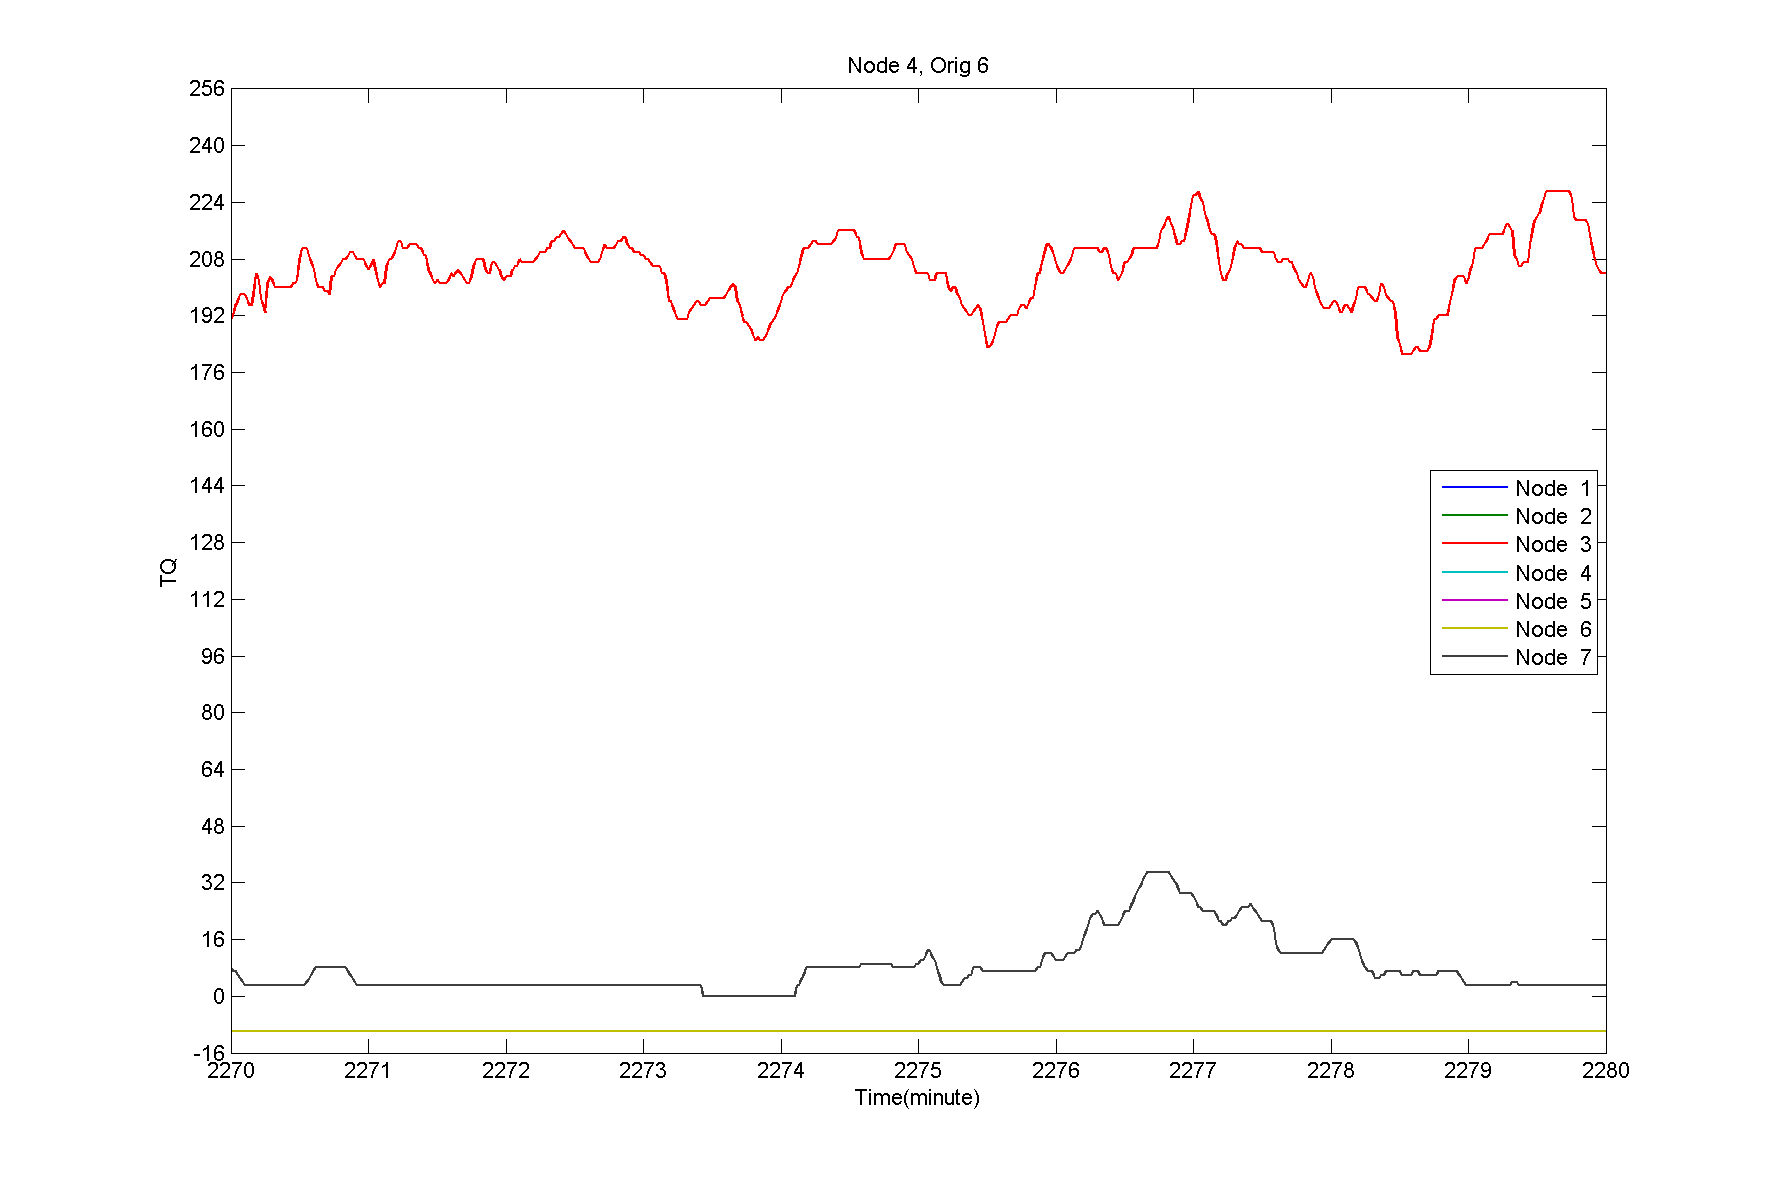 Node 4, Orig 6
256
240
224
208
192
176
160
144
128
112
96
80
64
48
32
16
0
-16
TQ
Node 1
Node 2
Node 3
Node 4
Node 5
Node 6
Node 7
2270 2271 2272 2273 2274 2275 2276 2277 2278 2279 2280
Time(minute)